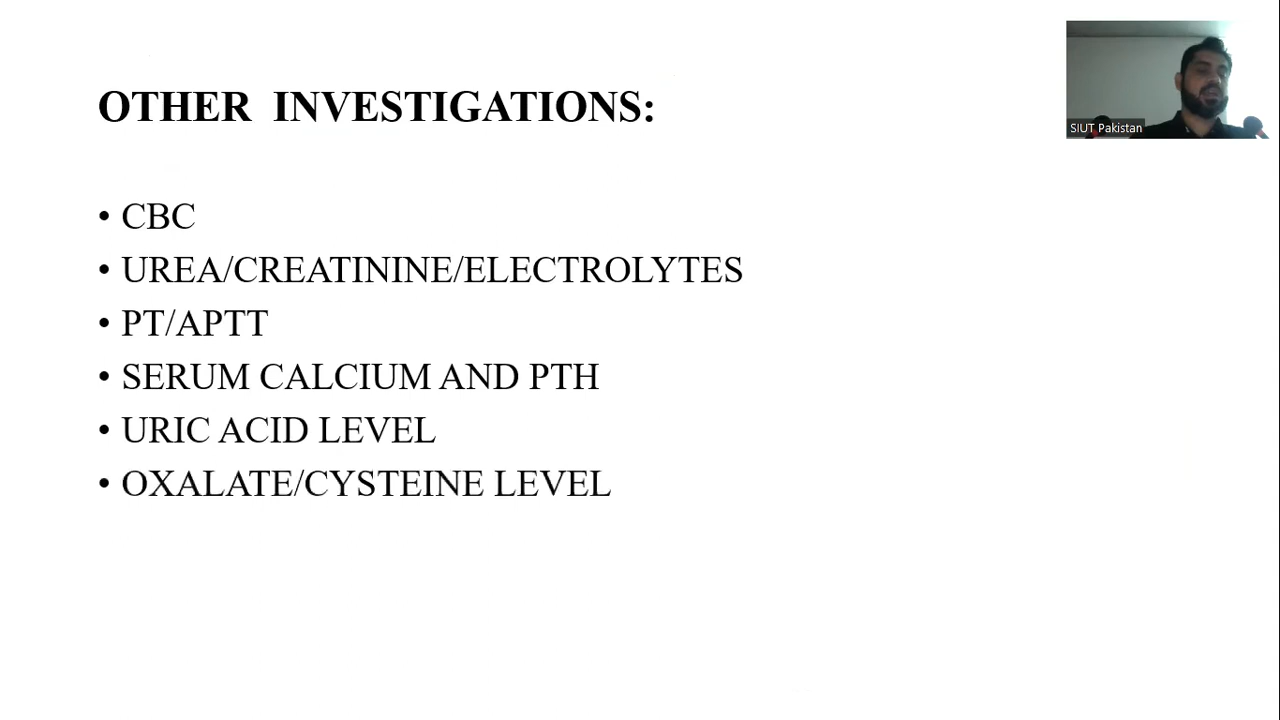 OTHER INVESTIGATIONS:
SIUT Pakistan
• CBC
• UREA/CREATININE/ELECTROLYTES
• PT/APTT
• SERUM CALCIUM AND PTH
• URIC ACID LEVEL
• OXALATE/CYSTEINE LEVEL